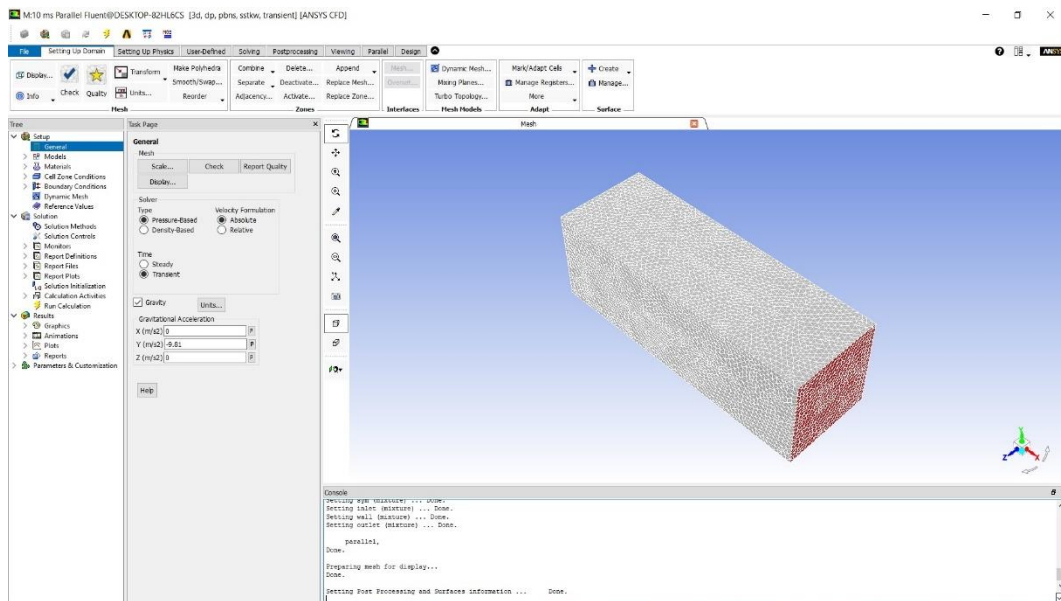 M:10 ms Parallel Fluent@DESKTOP-82HL6CS [3d, dp, pbns, sstkw, transient] [ANSYS CFD]
File Setting Up Domain Setting Up Physics User-Defined Solving Postprocessing Viewing Parallel Design
ANSYS
Display... Transform Make Polyhedra Combine Delete... Append Mesh... Dynamic Mesh... Mark/Adapt Cells Create
Check Quality Smooth/Swap... Separate Deactivate... Replace Mesh... Overset... Mixing Planes... Manage Registers... Manage...
Info Units... Reorder Adjacency... Activate... Replace Zone... Turbo Topology... More
Mesh Zones Interfaces Mesh Models Adapt Surface
Tree
Setup
General
Models
Materials
Cell Zone Conditions
Boundary Conditions
Dynamic Mesh
Reference Values
Solution
Solution Methods
Solution Controls
Monitors
Report Definitions
Report Files
Report Plots
Solution Initialization
Calculation Activities
Run Calculation
Results
Graphics
Animations
Plots
Reports
Parameters & Customization
Task Page
General
Mesh
Scale... Check Report Quality
Display...
Solver
Type Velocity Formulation
Pressure-Based Absolute
Density-Based Relative
Time
Steady
Transient
Gravity Units...
Gravitational Acceleration
X (m/s2) 0 P
Y (m/s2) -9.81 P
Z (m/s2) 0 P
Help
Mesh
Y
Z X
Console
Setting sym (mixture) ... Done.
Setting inlet (mixture) ... Done.
Setting wall (mixture) ... Done.
Setting outlet (mixture) ... Done.
parallel,
Done.
Preparing mesh for display...
Done.
Setting Post Processing and Surfaces information ... Done.